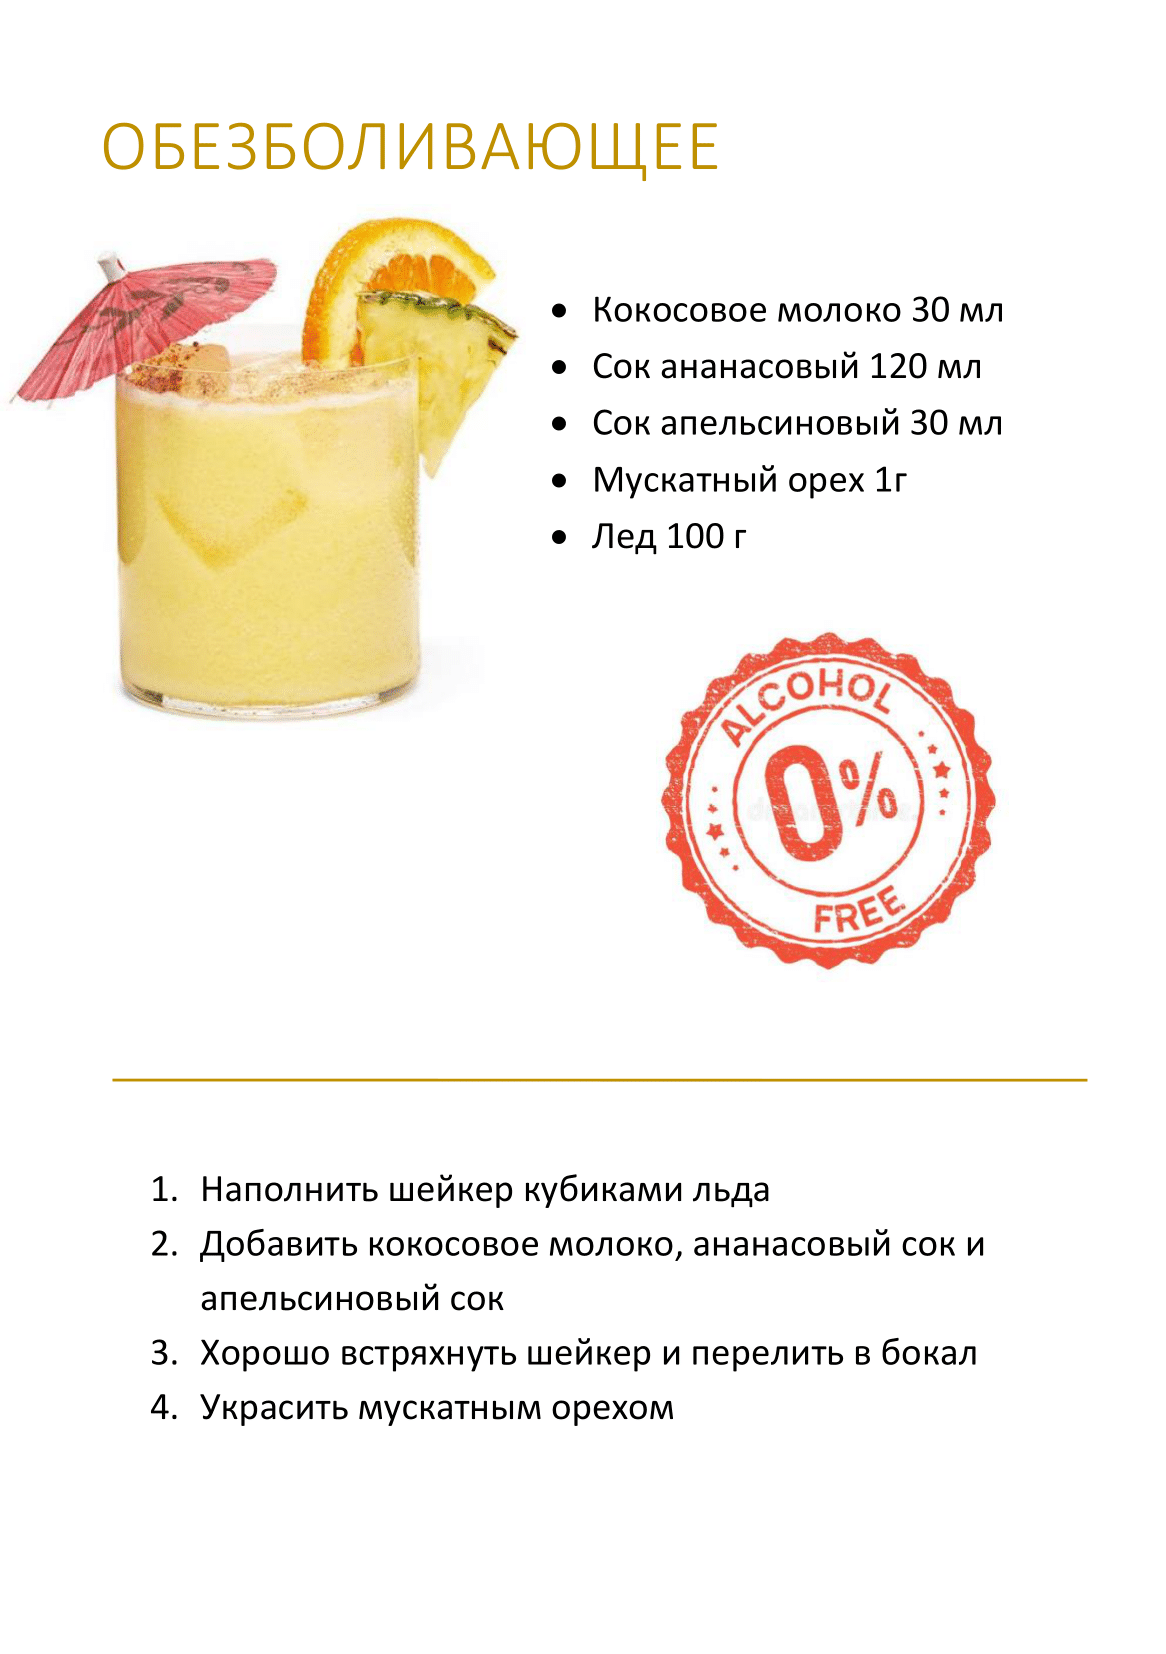 ОБЕЗБОЛИВАЮЩЕЕ
• Кокосовое молоко 30 мл
• Сок ананасовый 120 мл
• Сок апельсиновый 30 мл
• Мускатный орех 1г
• Лед 100 г
ALCOHOL
0%
FREE
1. Наполнить шейкер кубиками льда
2. Добавить кокосовое молоко, ананасовый сок и
апельсиновый сок
3. Хорошо встряхнуть шейкер и перелить в бокал
4. Украсить мускатным орехом